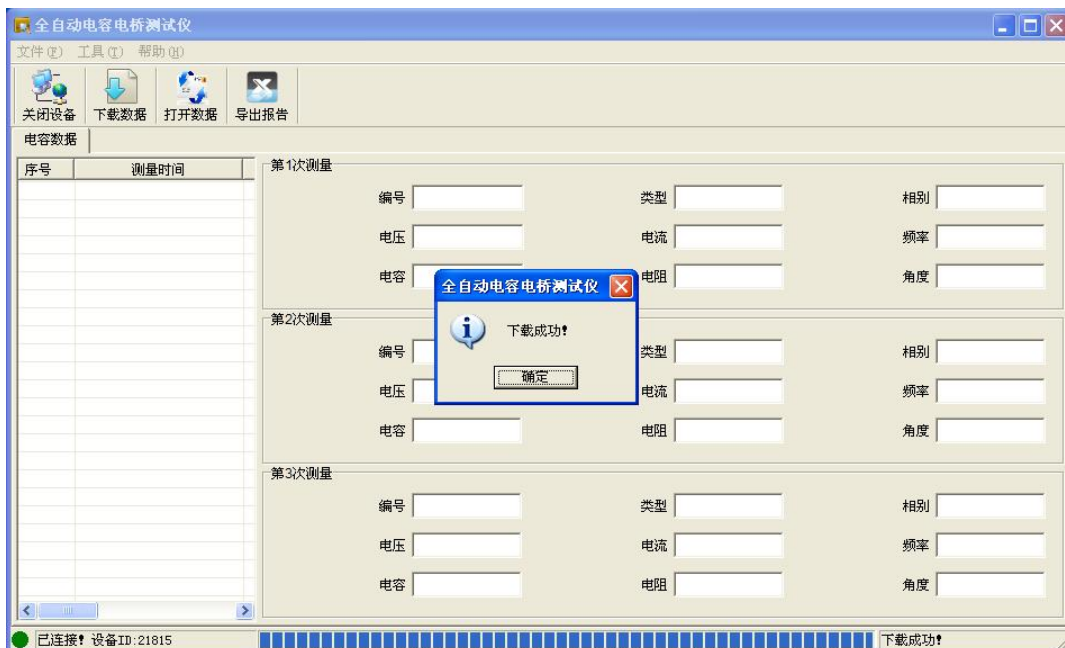 全自动电容电桥测试仪
文件(F) 工具(T) 帮助(H)
关闭设备 下载数据 打开数据 导出报告
电容数据
序号 测量时间
第1次测量
编号 类型 相别
电压 电流 频率
电容 电阻 角度
全自动电容电桥测试仪
下载成功!
确定
第2次测量
编号 类型 相别
电压 电流 频率
电容 电阻 角度
第3次测量
编号 类型 相别
电压 电流 频率
电容 电阻 角度
已连接! 设备ID:21815 下载成功!